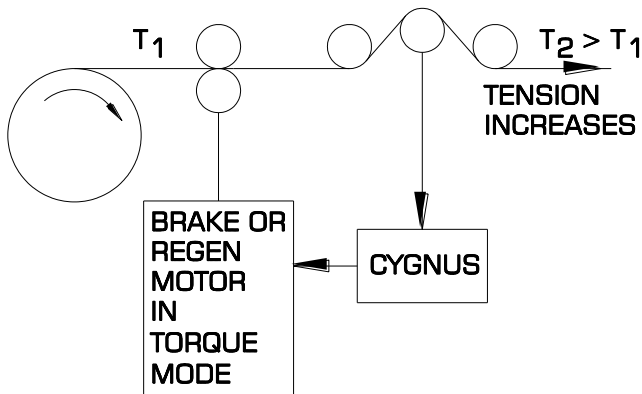 T1
T2 > T1
TENSION
INCREASES
BRAKE OR
REGEN
MOTOR
IN
TORQUE
MODE
CYGNUS